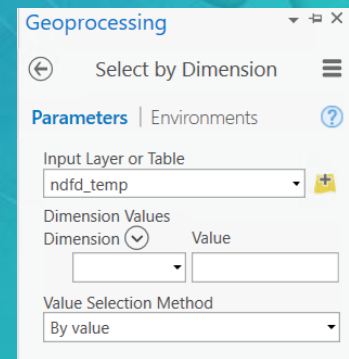 Geoprocessing
Select by Dimension
Parameters | Environments
Input Layer or Table
ndfd_temp
Dimension Values
Dimension Value
Value Selection Method
By value